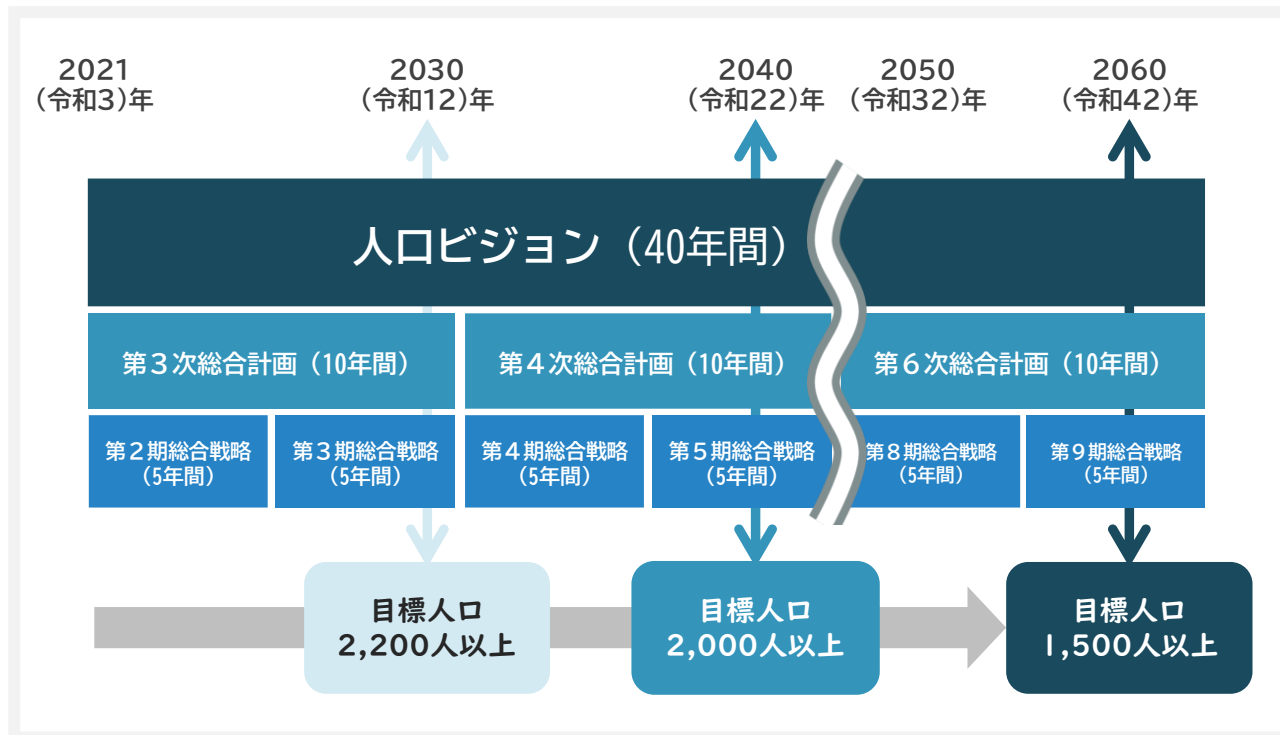 2021
(令和3)年
2030
(令和12)年
2040
(令和22)年
2050
(令和32)年
2060
(令和42)年
人口ビジョン（40年間）
第３次総合計画（10年間）
第４次総合計画（10年間）
第６次総合計画（10年間）
第２期総合戦略
(5年間)
第３期総合戦略
(5年間)
第４期総合戦略
(5年間)
第５期総合戦略
(5年間)
第８期総合戦略
(5年間)
第９期総合戦略
(5年間)
目標人口
2,200人以上
目標人口
2,000人以上
目標人口
1,500人以上